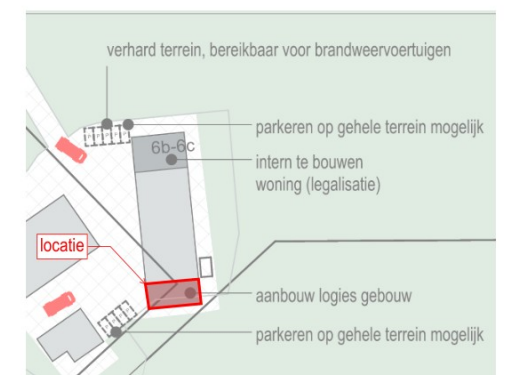 verhard terrein, bereikbaar voor brandweervoertuigen
parkeren op gehele terrein mogelijk
6b-6c
intern te bouwen
woning (legalisatie)
locatie
aanbouw logies gebouw
parkeren op gehele terrein mogelijk